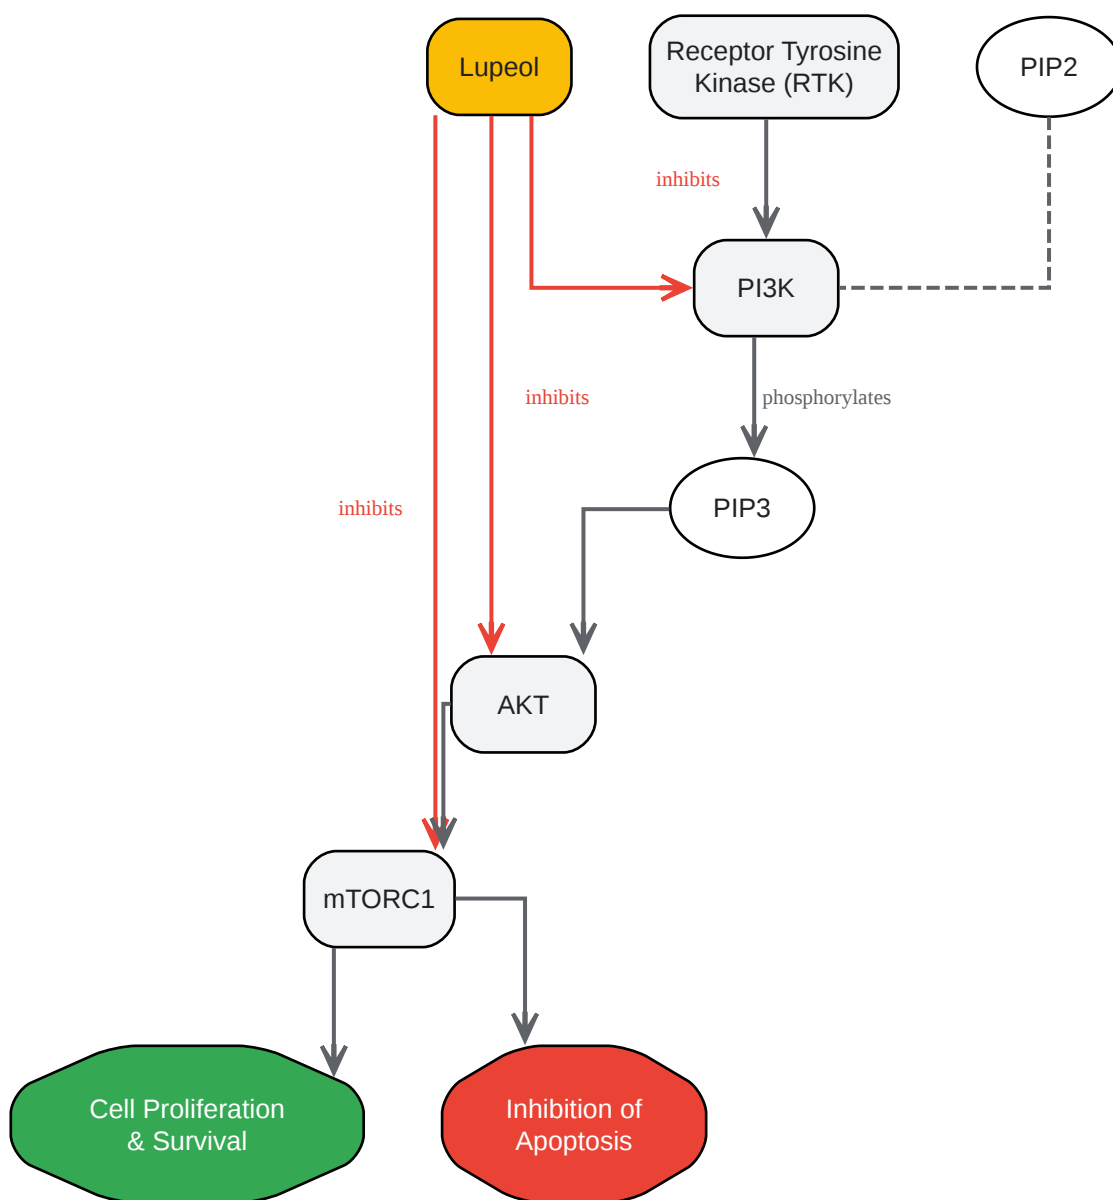 Lupeol
Receptor Tyrosine
Kinase (RTK)
PIP2
inhibits
PI3K
inhibits
phosphorylates
inhibits
PIP3
AKT
mTORC1
Cell Proliferation
& Survival
Inhibition of
Apoptosis